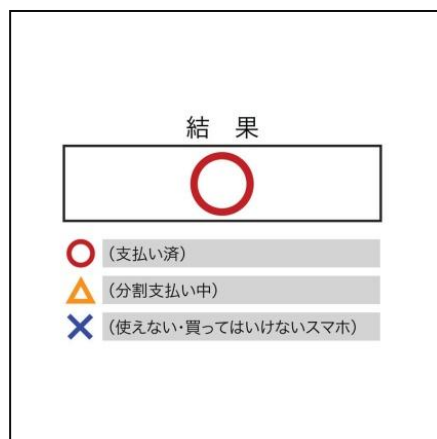 結 果
○ (支払い済)
△ (分割支払い中)
× (使えない・買ってはいけないスマホ)